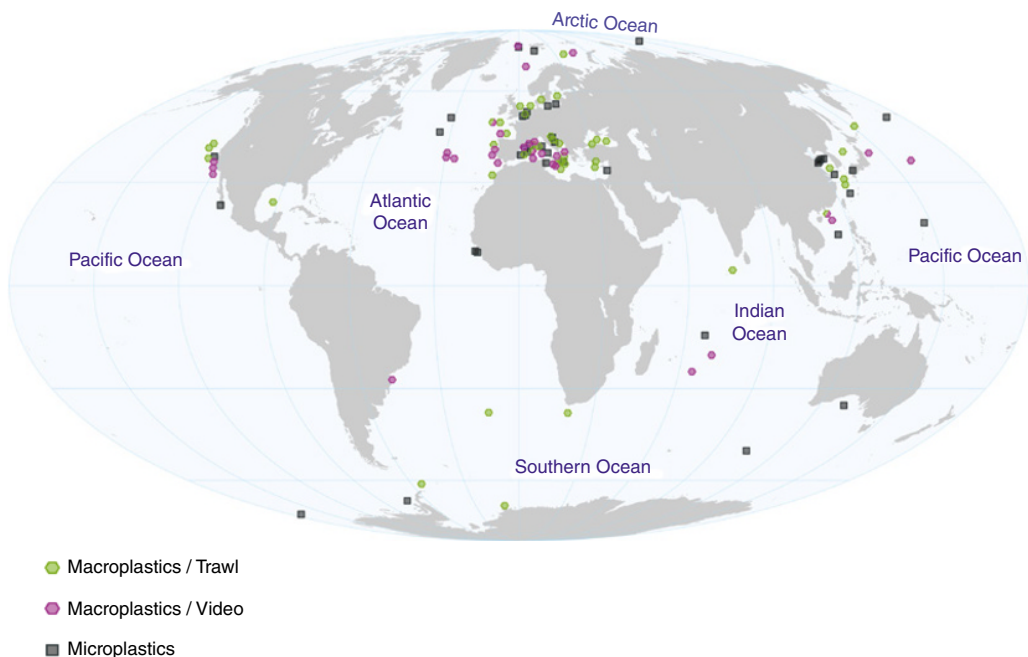 Arctic Ocean
Atlantic
Ocean
Pacific Ocean
Pacific Ocean
Indian
Ocean
Southern Ocean
Macroplastics / Trawl
Macroplastics / Video
Microplastics